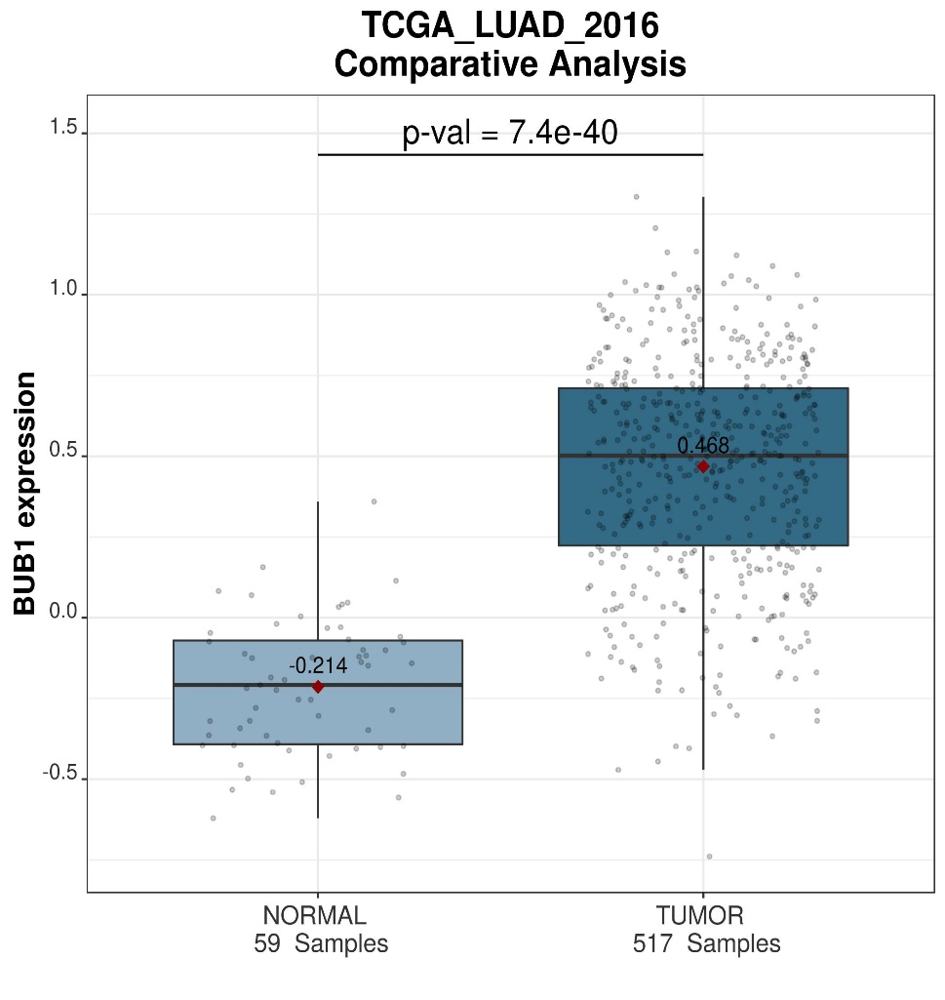 TCGA_LUAD_2016
Comparative Analysis
p-val = 7.4e-40
1.5
1.0
0.5
0.0
-0.5
BUB1 expression
0.468
-0.214
NORMAL
59 Samples
TUMOR
517 Samples